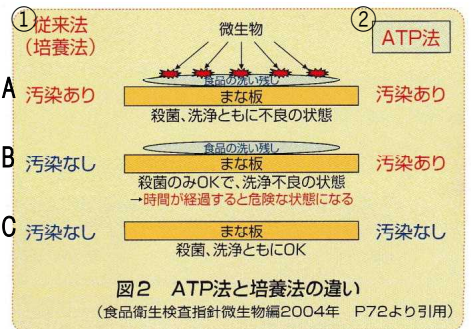 ① 従来法
(培養法)
微生物
② ATP法
A 汚染あり
食品の洗い残し
まな板
殺菌、洗浄ともに不良の状態
汚染あり
B 汚染なし
食品の洗い残し
まな板
殺菌のみOKで、洗浄不良の状態
→時間が経過すると危険な状態になる
汚染あり
C 汚染なし
まな板
殺菌、洗浄ともにOK
汚染なし
図2 ATP法と培養法の違い
(食品衛生検査指針微生物編2004年 P72より引用)